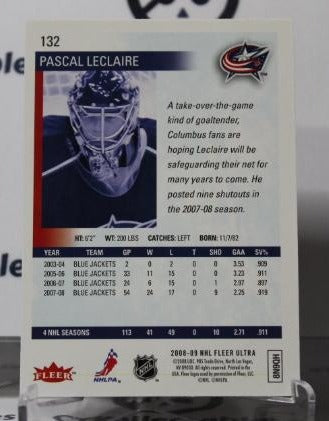 132
PASCAL LECLAIRE
A take-over-the-game
kind of goaltender,
Columbus fans are
hoping Leclaire will be
safeguarding their net for
many years to come. He
posted nine shutouts in
the 2007-08 season.
HT: 6'2" WT: 200 LBS CATCHES: LEFT BORN: 11/7/82
YEAR TEAM GP W L T SHO GAA SV%
2003-04 BLUE JACKETS 2 0 2 0 0 3.53 .909
2005-06 BLUE JACKETS 33 11 15 0 0 3.23 .911
2006-07 BLUE JACKETS 24 6 15 0 1 2.97 .897
2007-08 BLUE JACKETS 54 24 17 0 9 2.25 .919
4 NHL SEASONS 113 41 49 0 10 2.71 .911
2008-09 NHL FLEER ULTRA
FLEER
NHLPA
NHL
HD6N8